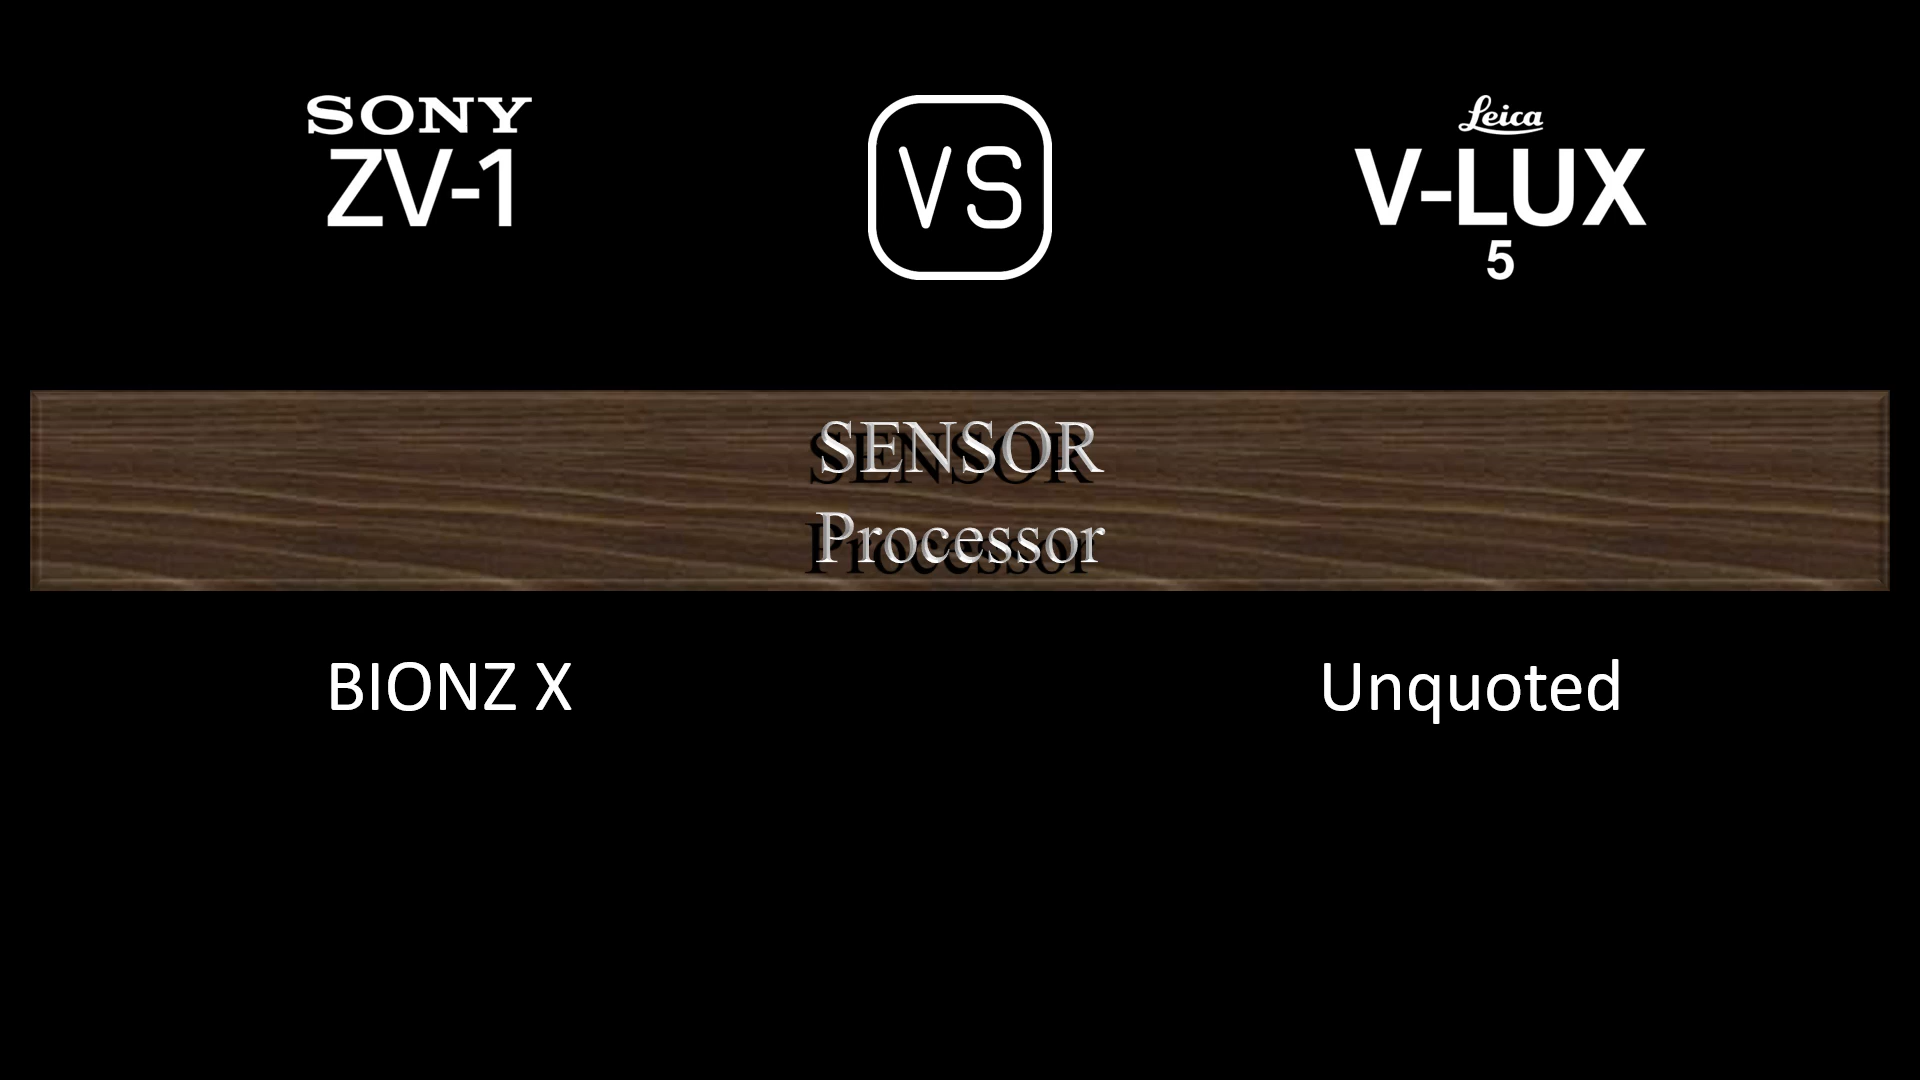 SONY
ZV-1
VS
Leica
V-LUX
5
SENSOR
Processor
BIONZ X
Unquoted